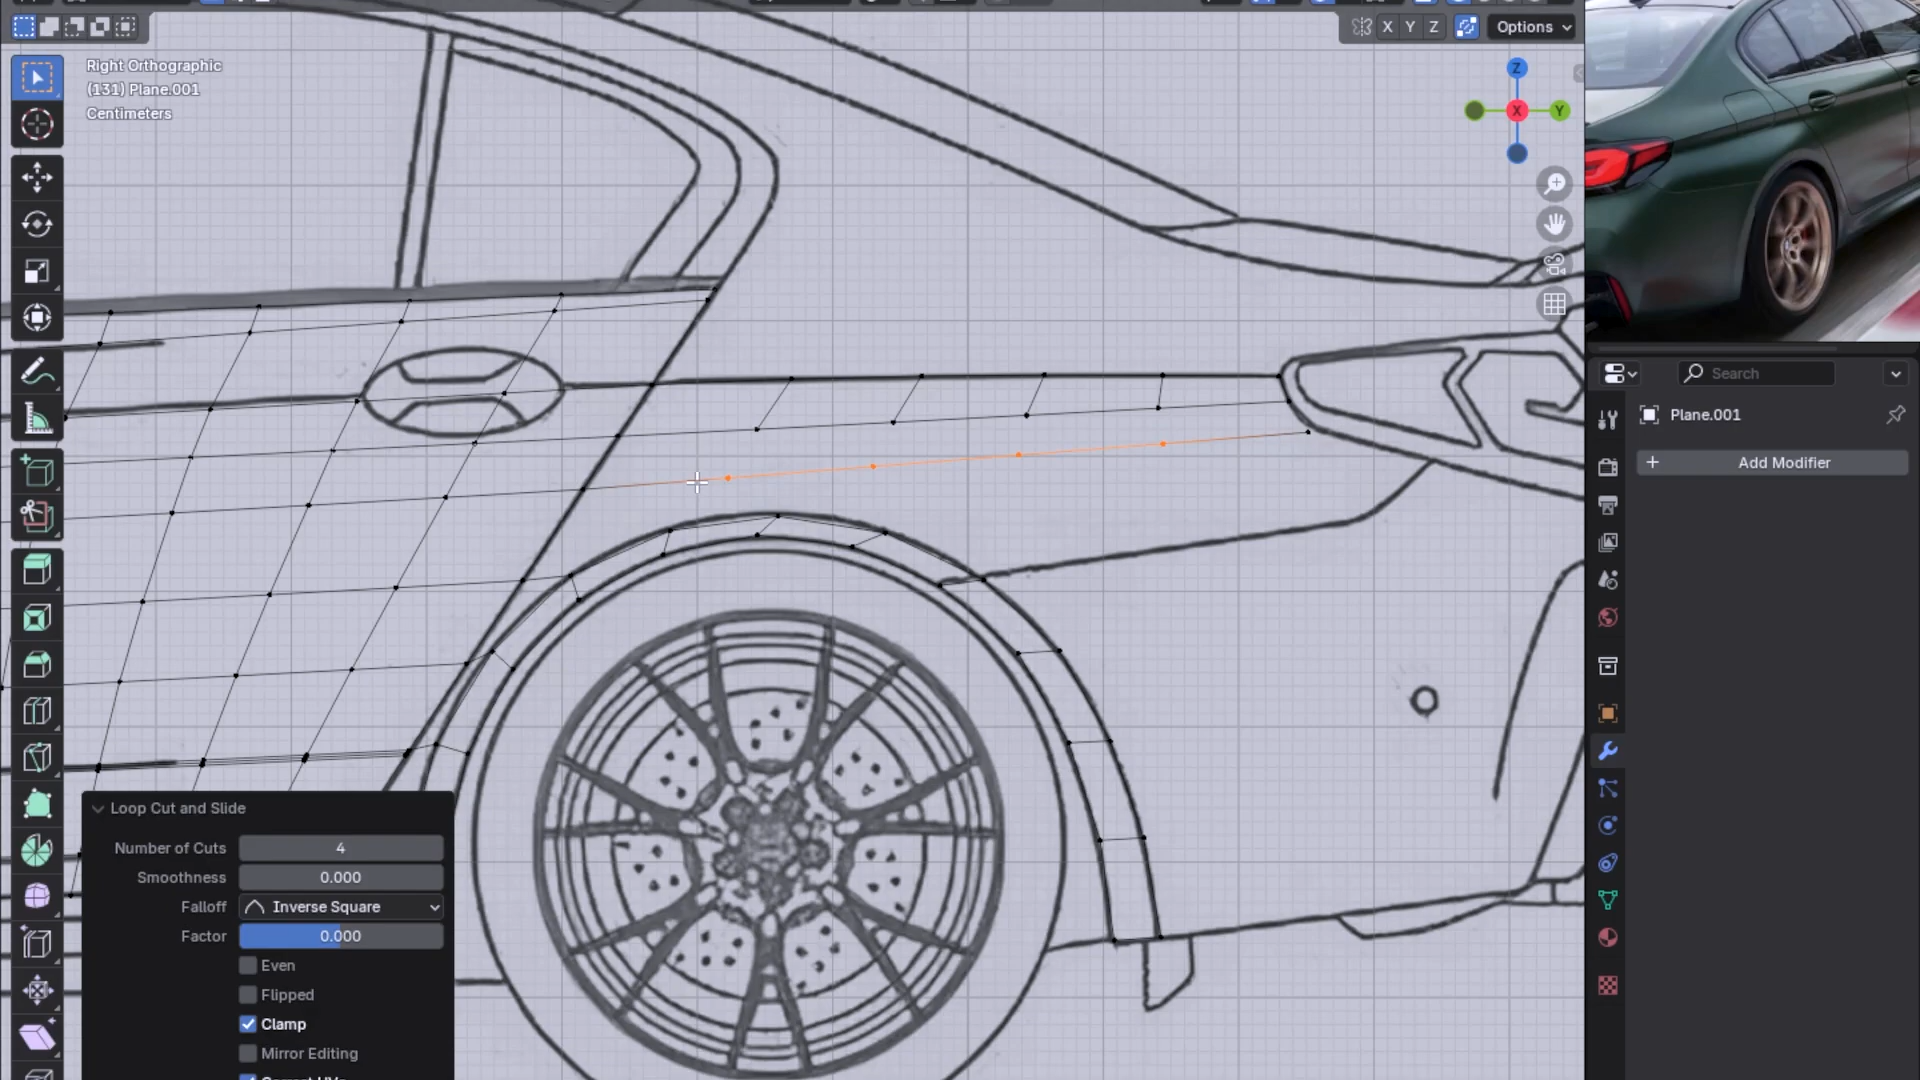 X Y Z Options
Right Orthographic
(131) Plane.001
Centimeters
Z
X
Y
Search
Plane.001
+ Add Modifier
Loop Cut and Slide
Number of Cuts 4
Smoothness 0.000
Falloff Inverse Square
Factor 0.000
Even
Flipped
Clamp
Mirror Editing